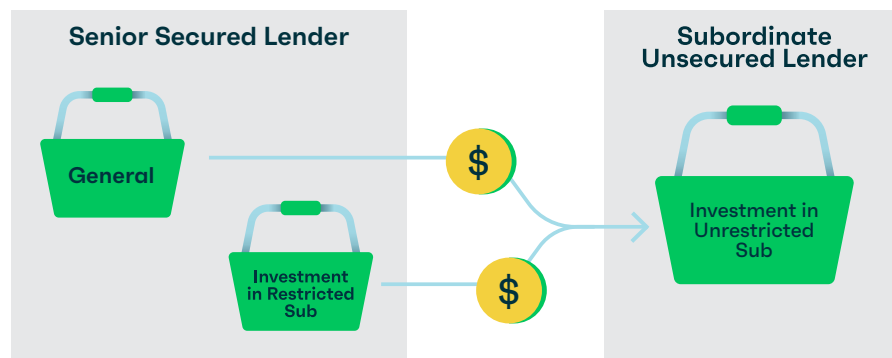 Senior Secured Lender
Subordinate
Unsecured Lender
General
$
Investment in
Unrestricted
Sub
Investment
in Restricted
Sub
$